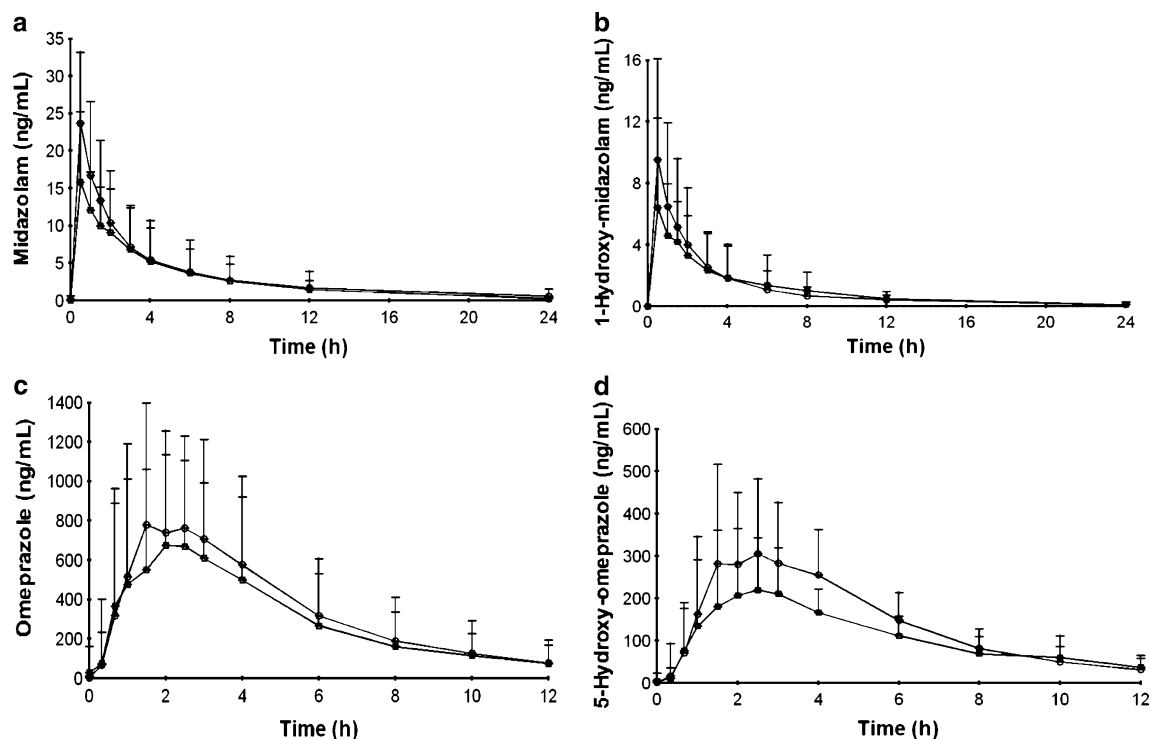 a
Midazolam (ng/mL)
35
30
25
20
15
10
5
0
0 4 8 12 16 20 24
Time (h)
b
1-Hydroxy-midazolam (ng/mL)
16
12
8
4
0
0 4 8 12 16 20 24
Time (h)
c
Omeprazole (ng/mL)
1400
1200
1000
800
600
400
200
0
0 2 4 6 8 10 12
Time (h)
d
5-Hydroxy-omeprazole (ng/mL)
600
500
400
300
200
100
0
0 2 4 6 8 10 12
Time (h)